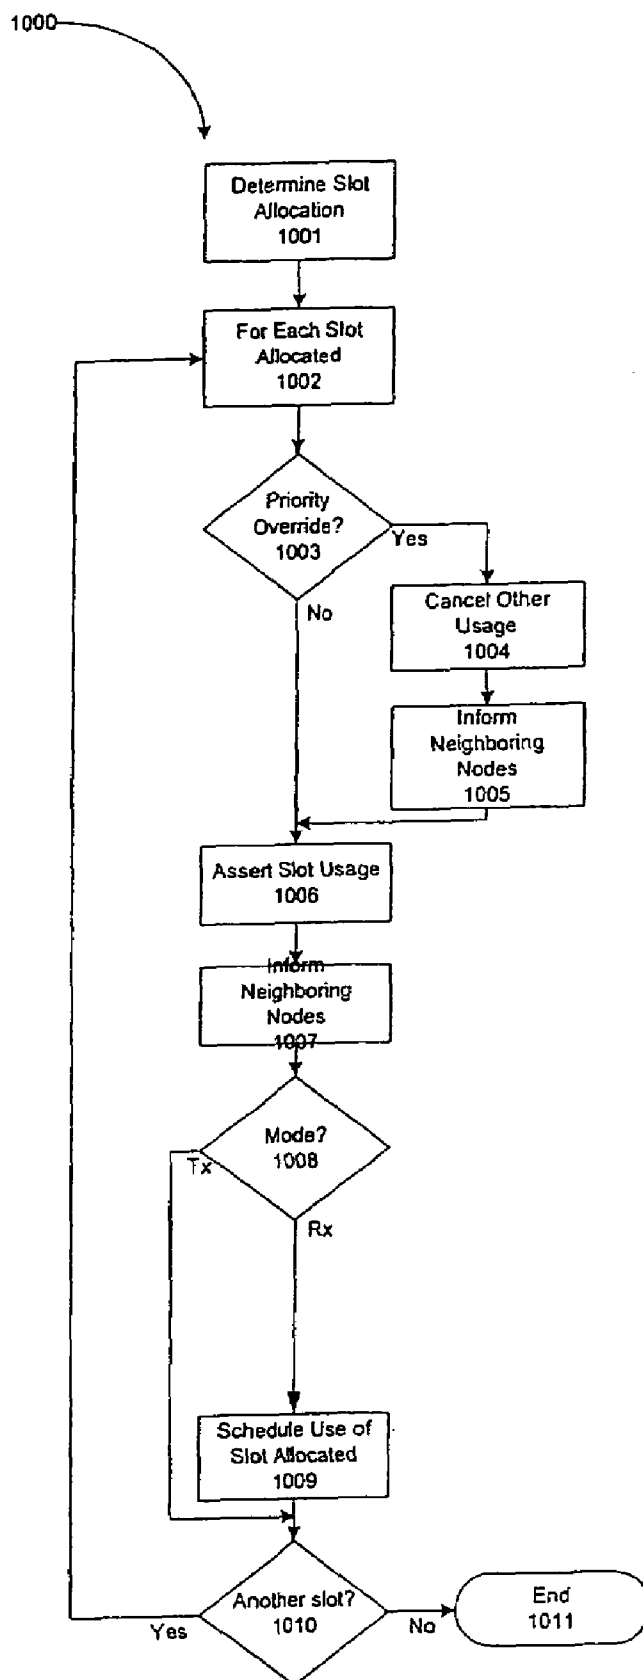 1000
Determine Slot
Allocation
1001
For Each Slot
Allocated
1002
Priority
Override?
1003
Yes
No
Cancel Other
Usage
1004
Inform
Neighboring
Nodes
1005
Assert Slot Usage
1006
Inform
Neighboring
Nodes
1007
Mode?
1008
Tx
Rx
Schedule Use of
Slot Allocated
1009
Another slot?
1010
Yes
No
End
1011